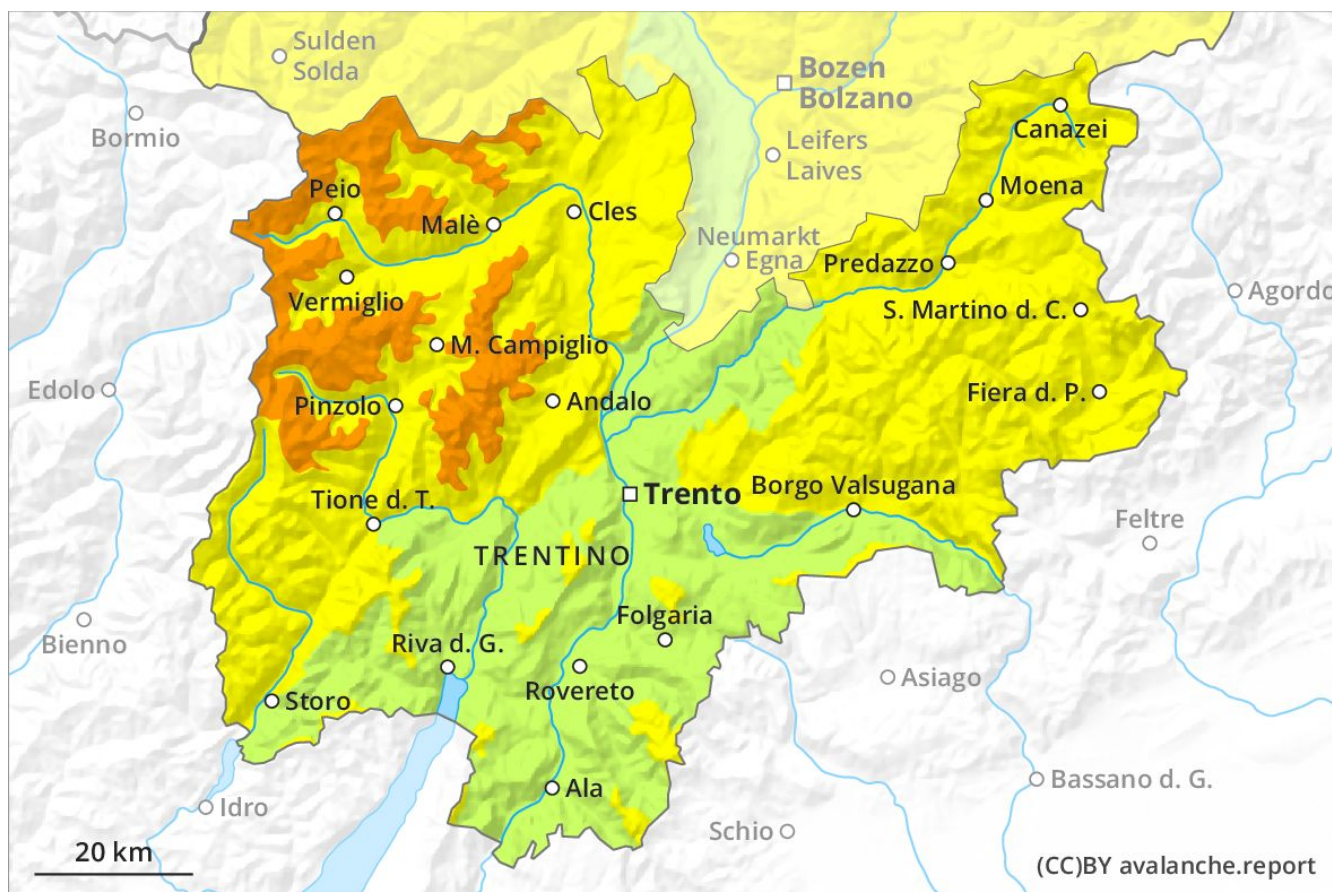 Sulden
Solda
Bozen
Bolzano
Canazei
Bormio
Leifers
Laives
Moena
Peio
Malè
Cles
Neumarkt
Egna
Predazzo
Vermiglio
S. Martino d. C.
Agordo
M. Campiglio
Edolo
Pinzolo
Andalo
Fiera d. P.
Tione d. T.
Trento
Borgo Valsugana
Feltre
TRENTINO
Bienno
Folgaria
Riva d. G.
Asiago
Storo
Rovereto
Bassano d. G.
Idro
Ala
Schio
20 km
(CC)BY avalanche.report